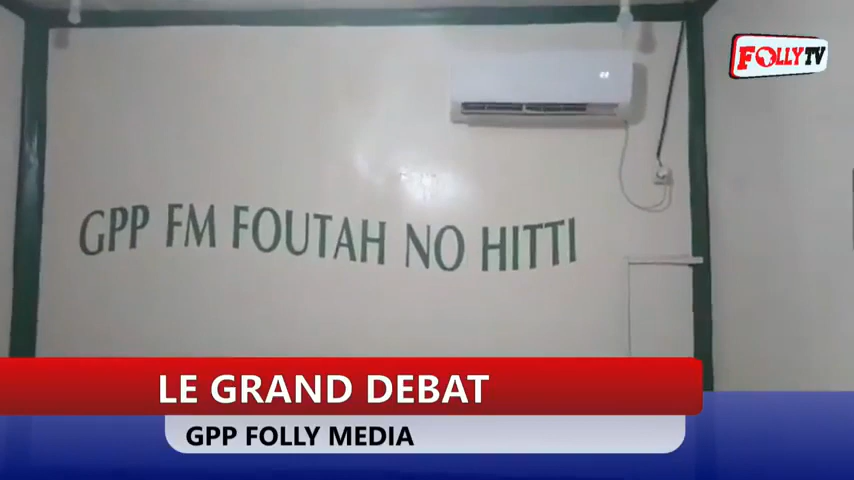 FOLLY TV
GPP FM FOUTAH NO HITTI
LE GRAND DEBAT
GPP FOLLY MEDIA